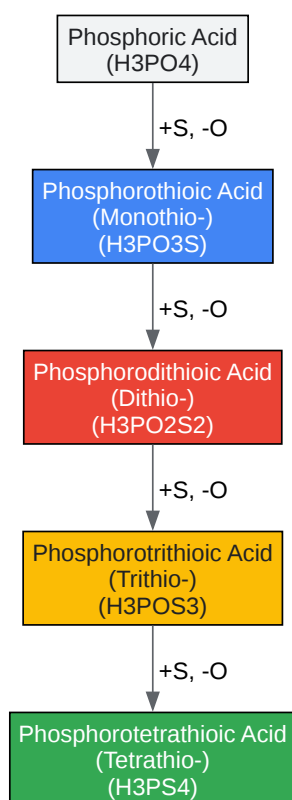 Phosphoric Acid
(H3PO4)
+S, -O
Phosphorothioic Acid
(Monothio-)
(H3PO3S)
+S, -O
Phosphorodithioic Acid
(Dithio-)
(H3PO2S2)
+S, -O
Phosphorotrithioic Acid
(Trithio-)
(H3POS3)
+S, -O
Phosphorotetrathioic Acid
(Tetrathio-)
(H3PS4)